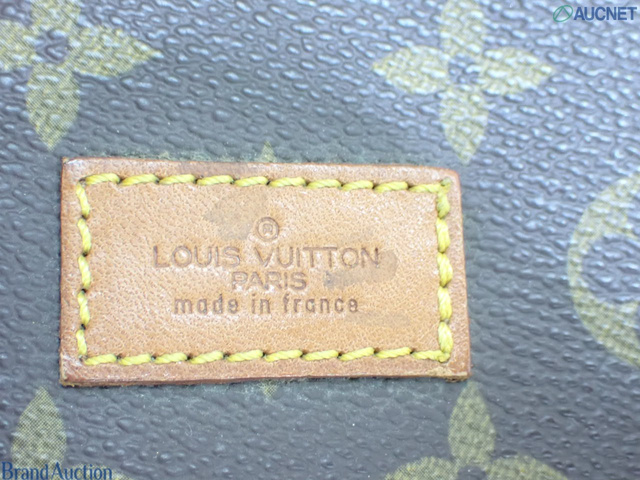 AUCNET
®
LOUIS VUITTON
PARIS
made in france
Brand Auction